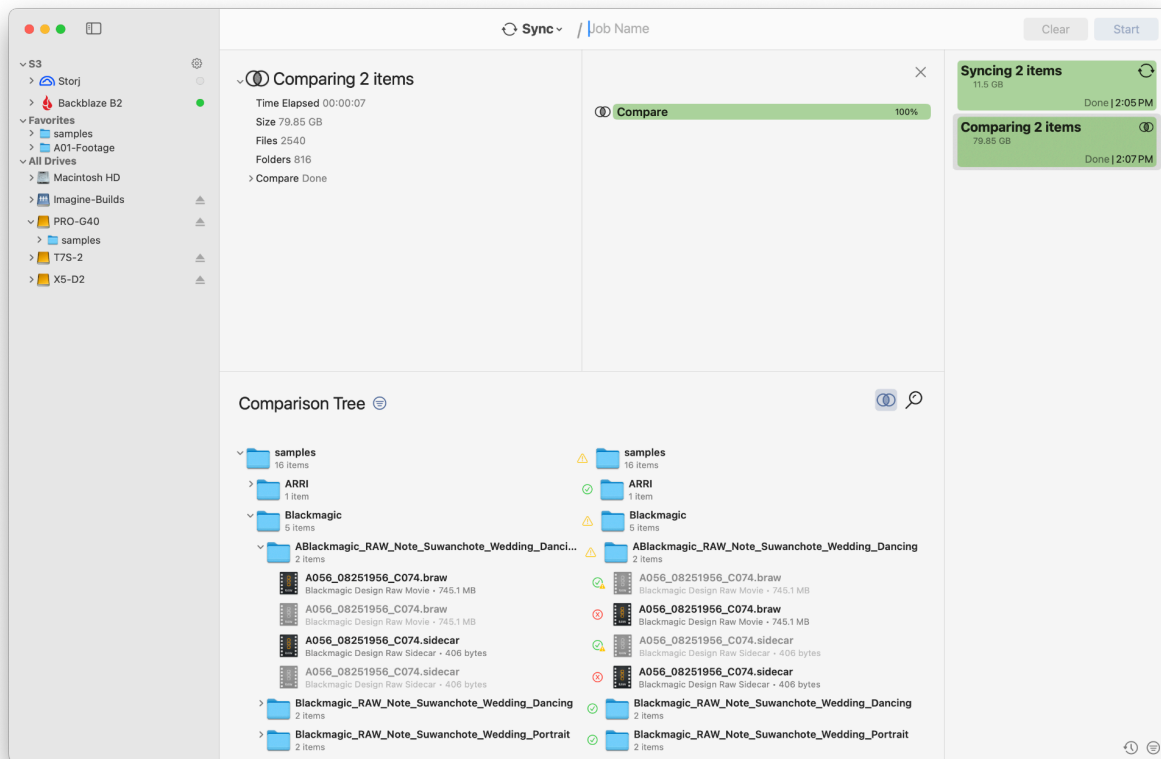 Sync
/ Job Name
Clear
Start
S3
Storj
Backblaze B2
Favorites
samples
A01-Footage
All Drives
Macintosh HD
Imagine-Builds
PRO-G40
samples
T7S-2
X5-D2
Comparing 2 items
Time Elapsed 00:00:07
Size 79.85 GB
Files 2540
Folders 816
Compare Done
Compare 100%
Syncing 2 items
11.5 GB
Done | 2:05 PM
Comparing 2 items
79.85 GB
Done | 2:07 PM
Comparison Tree
samples
16 items
samples
16 items
ARRI
1 item
ARRI
1 item
Blackmagic
5 items
Blackmagic
5 items
ABlackmagic_RAW_Note_Suwanchote_Wedding_Danci...
2 items
ABlackmagic_RAW_Note_Suwanchote_Wedding_Dancing
2 items
A056_08251956_C074.braw
Blackmagic Design Raw Movie • 745.1 MB
A056_08251956_C074.braw
Blackmagic Design Raw Movie • 745.1 MB
A056_08251956_C074.braw
Blackmagic Design Raw Movie • 745.1 MB
A056_08251956_C074.braw
Blackmagic Design Raw Movie • 745.1 MB
A056_08251956_C074.sidecar
Blackmagic Design Raw Sidecar • 406 bytes
A056_08251956_C074.sidecar
Blackmagic Design Raw Sidecar • 406 bytes
A056_08251956_C074.sidecar
Blackmagic Design Raw Sidecar • 406 bytes
A056_08251956_C074.sidecar
Blackmagic Design Raw Sidecar • 406 bytes
Blackmagic_RAW_Note_Suwanchote_Wedding_Dancing
2 items
Blackmagic_RAW_Note_Suwanchote_Wedding_Dancing
2 items
Blackmagic_RAW_Note_Suwanchote_Wedding_Portrait
2 items
Blackmagic_RAW_Note_Suwanchote_Wedding_Portrait
2 items